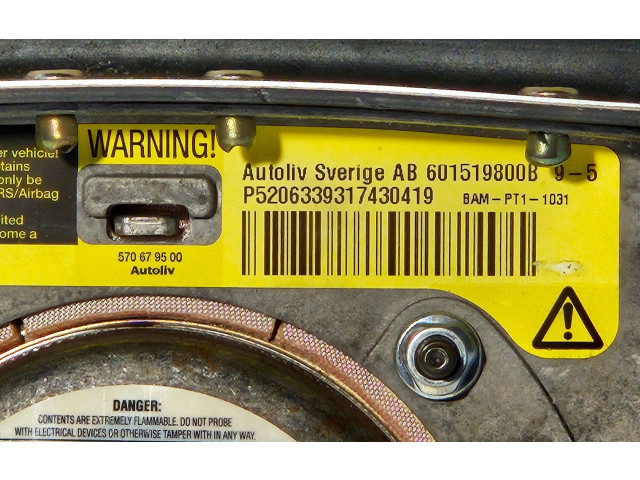 er vehicle
tains
only be
RS/Airbag
ited
ome a
WARNING!
570 67 95 00
Autoliv
Autoliv Sverige AB 601519800B 9-5
P5206339317430419 BAM-PT1-1031
DANGER:
CONTENTS ARE EXTREMELY FLAMMABLE. DO NOT PROBE
WITH ELECTRICAL DEVICES OR OTHERWISE TAMPER WITH IN ANY WAY.